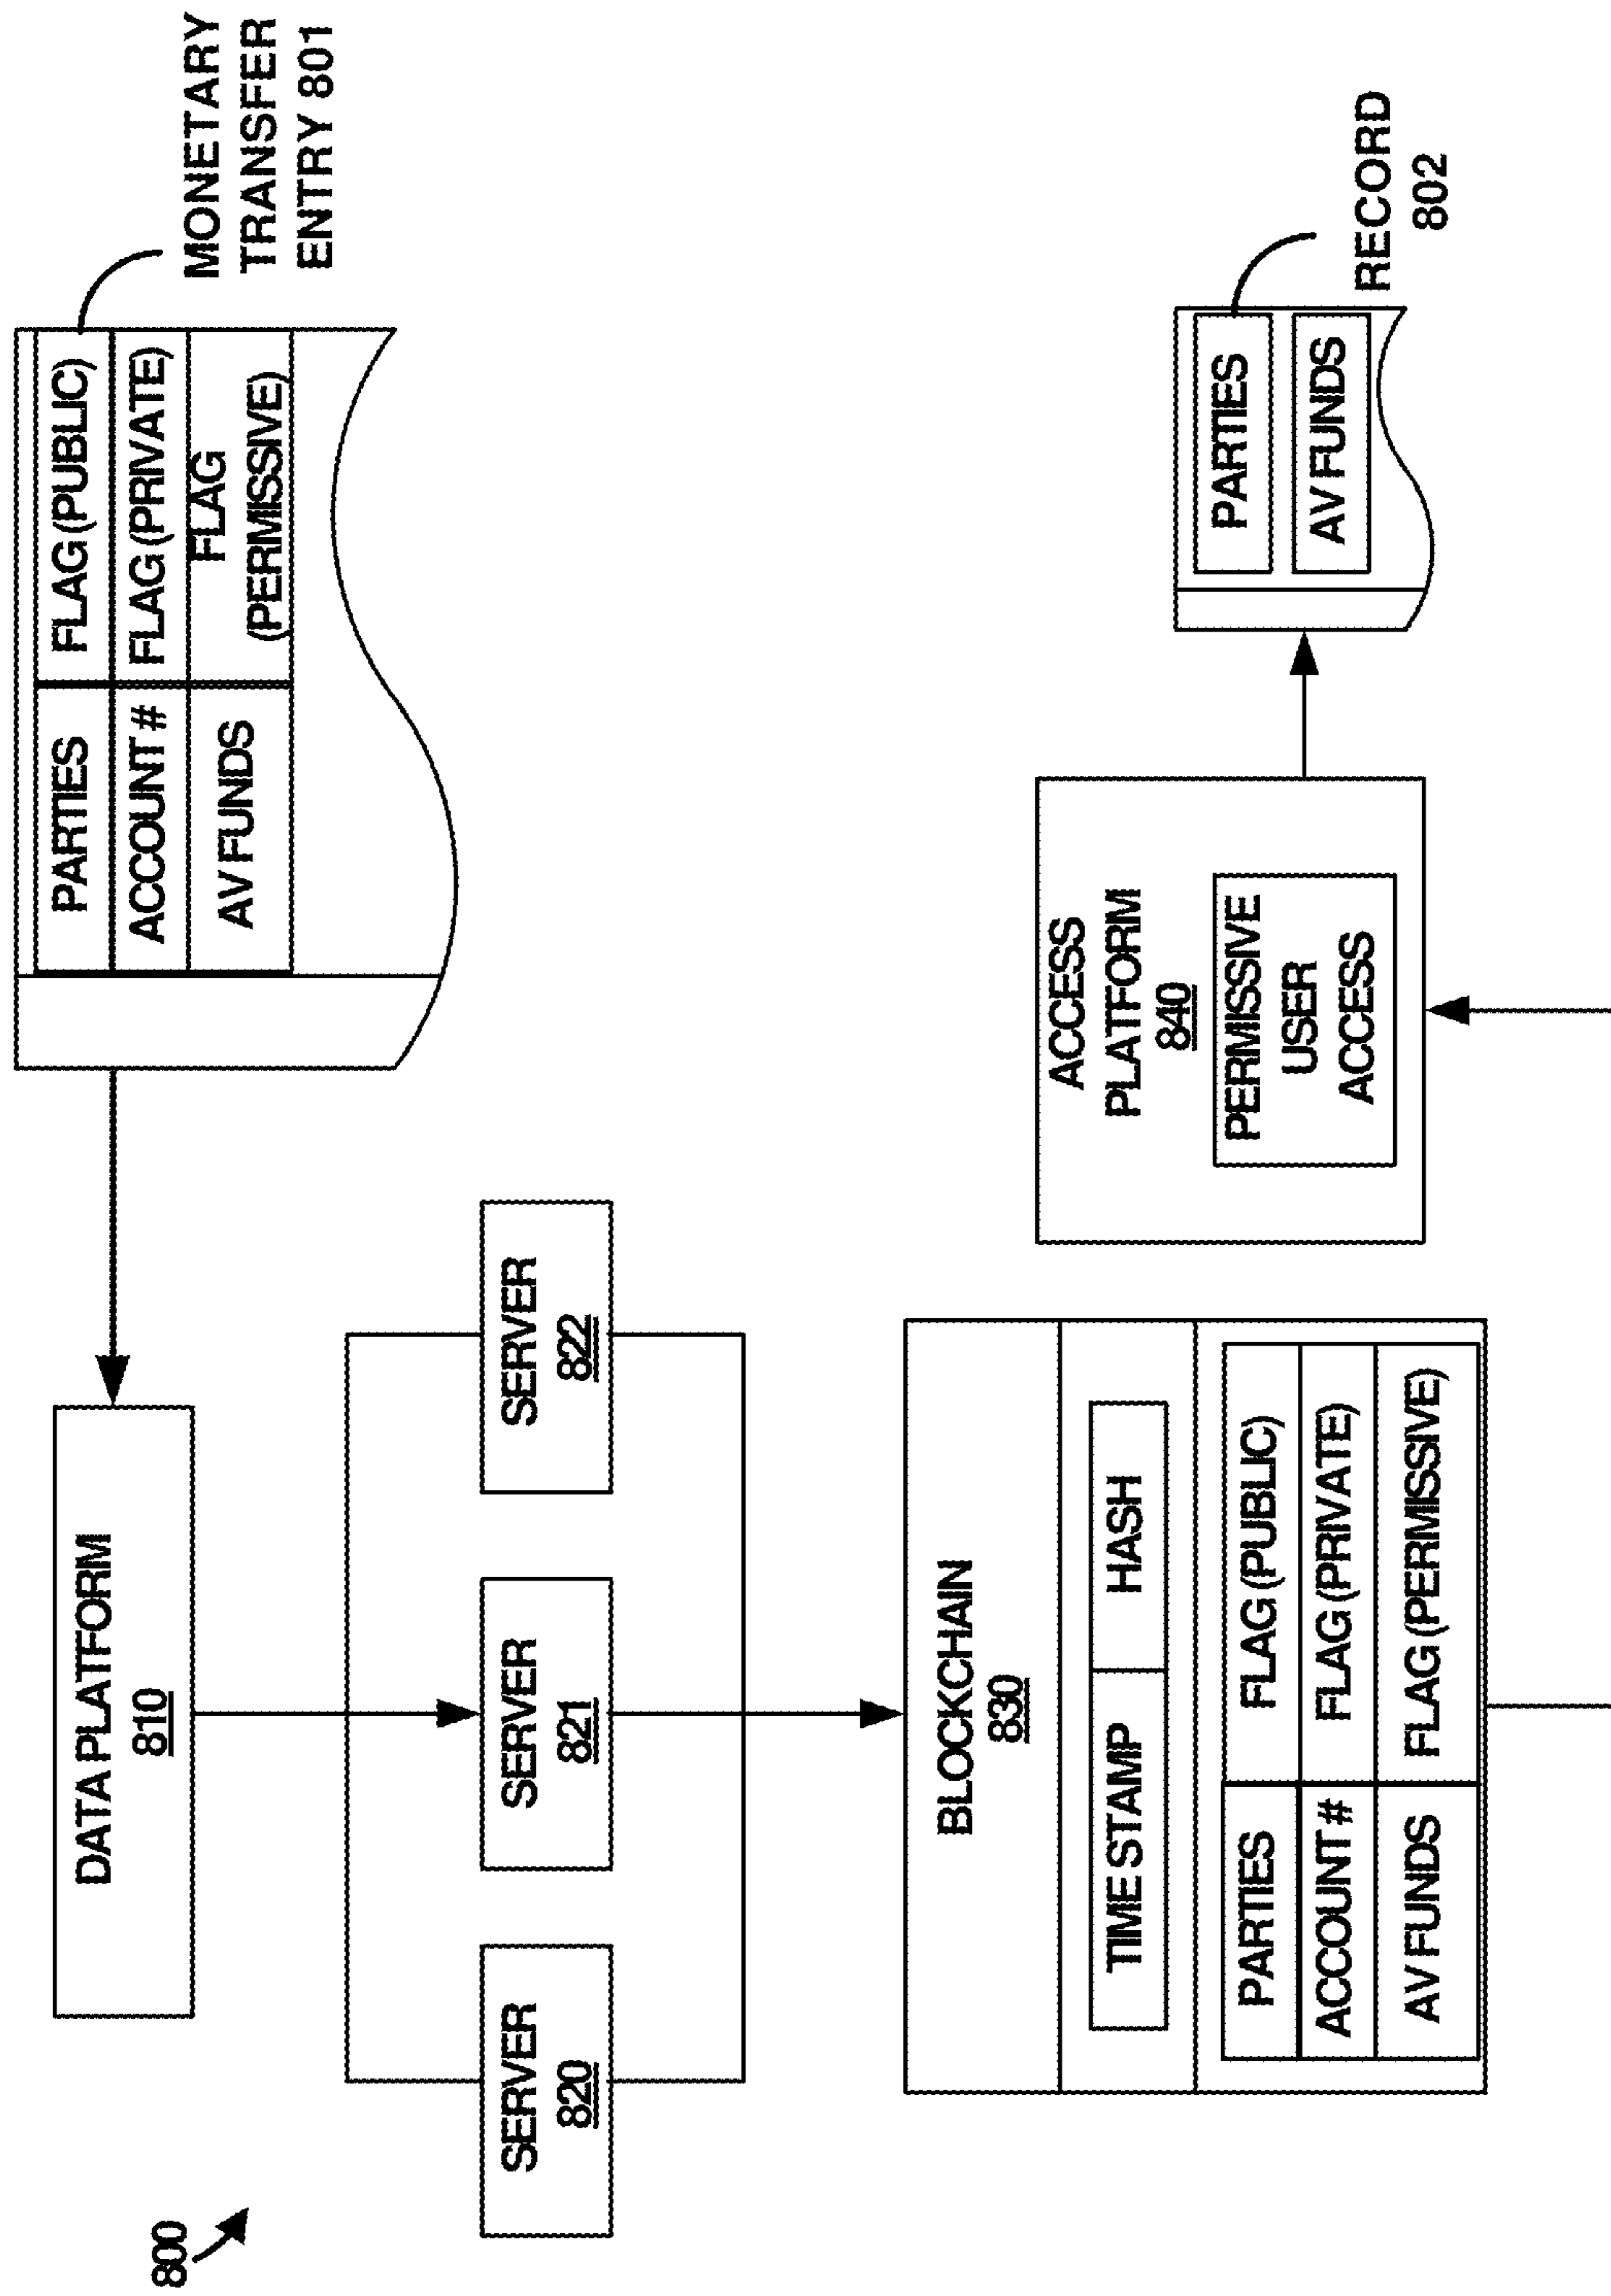 800
DATA PLATFORM
810
SERVER
820
SERVER
821
SERVER
822
BLOCKCHAIN
830
TIME STAMP
HASH
PARTIES
FLAG (PUBLIC)
ACCOUNT #
FLAG (PRIVATE)
AV FUNDS
FLAG (PERMISSIVE)
PARTIES
FLAG (PUBLIC)
ACCOUNT #
FLAG (PRIVATE)
AV FUNDS
FLAG
(PERMISSIVE)
MONETARY
TRANSFER
ENTRY 801
ACCESS
PLATFORM
840
PERMISSIVE
USER
ACCESS
PARTIES
AV FUNDS
RECORD
802